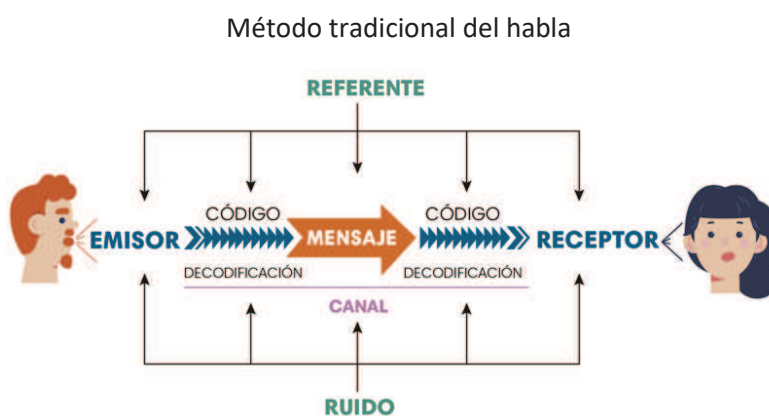 Método tradicional del habla
REFERENTE
CÓDIGO CÓDIGO
EMISOR MENSAJE RECEPTOR
DECODIFICACIÓN DECODIFICACIÓN
CANAL
RUIDO